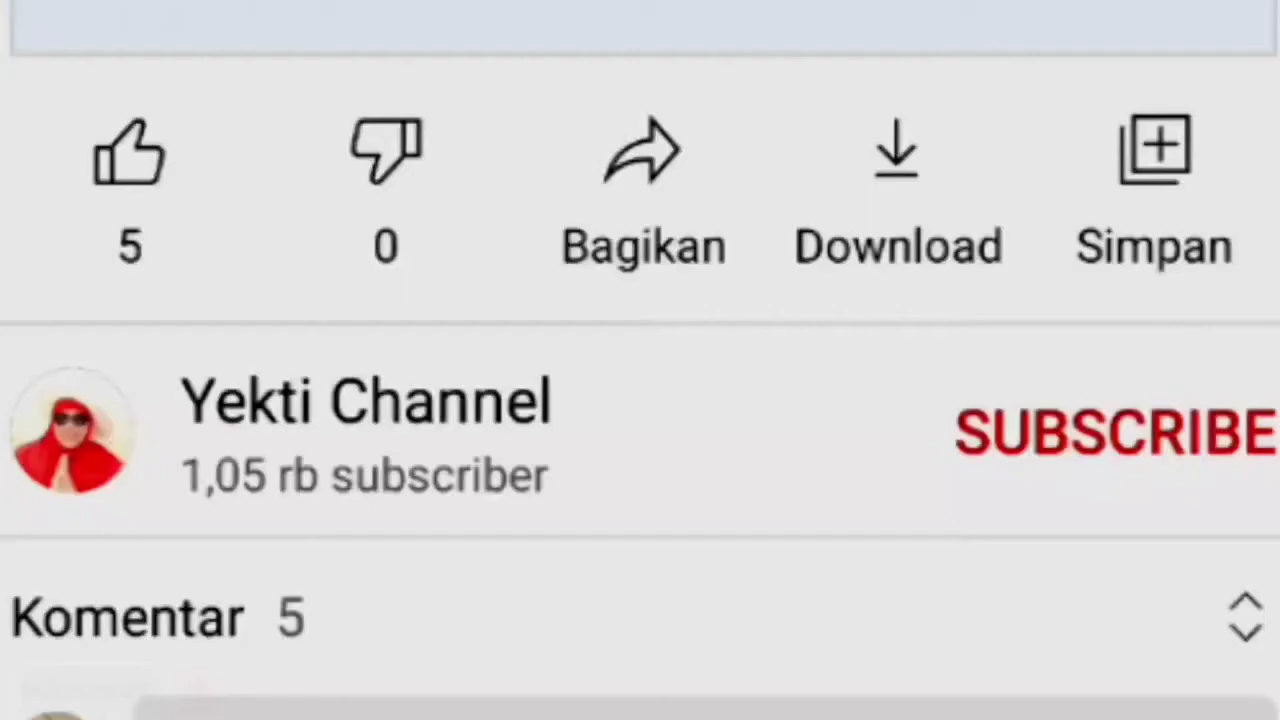 5 0 Bagikan Download Simpan
Yekti Channel
1,05 rb subscriber
SUBSCRIBE
Komentar 5